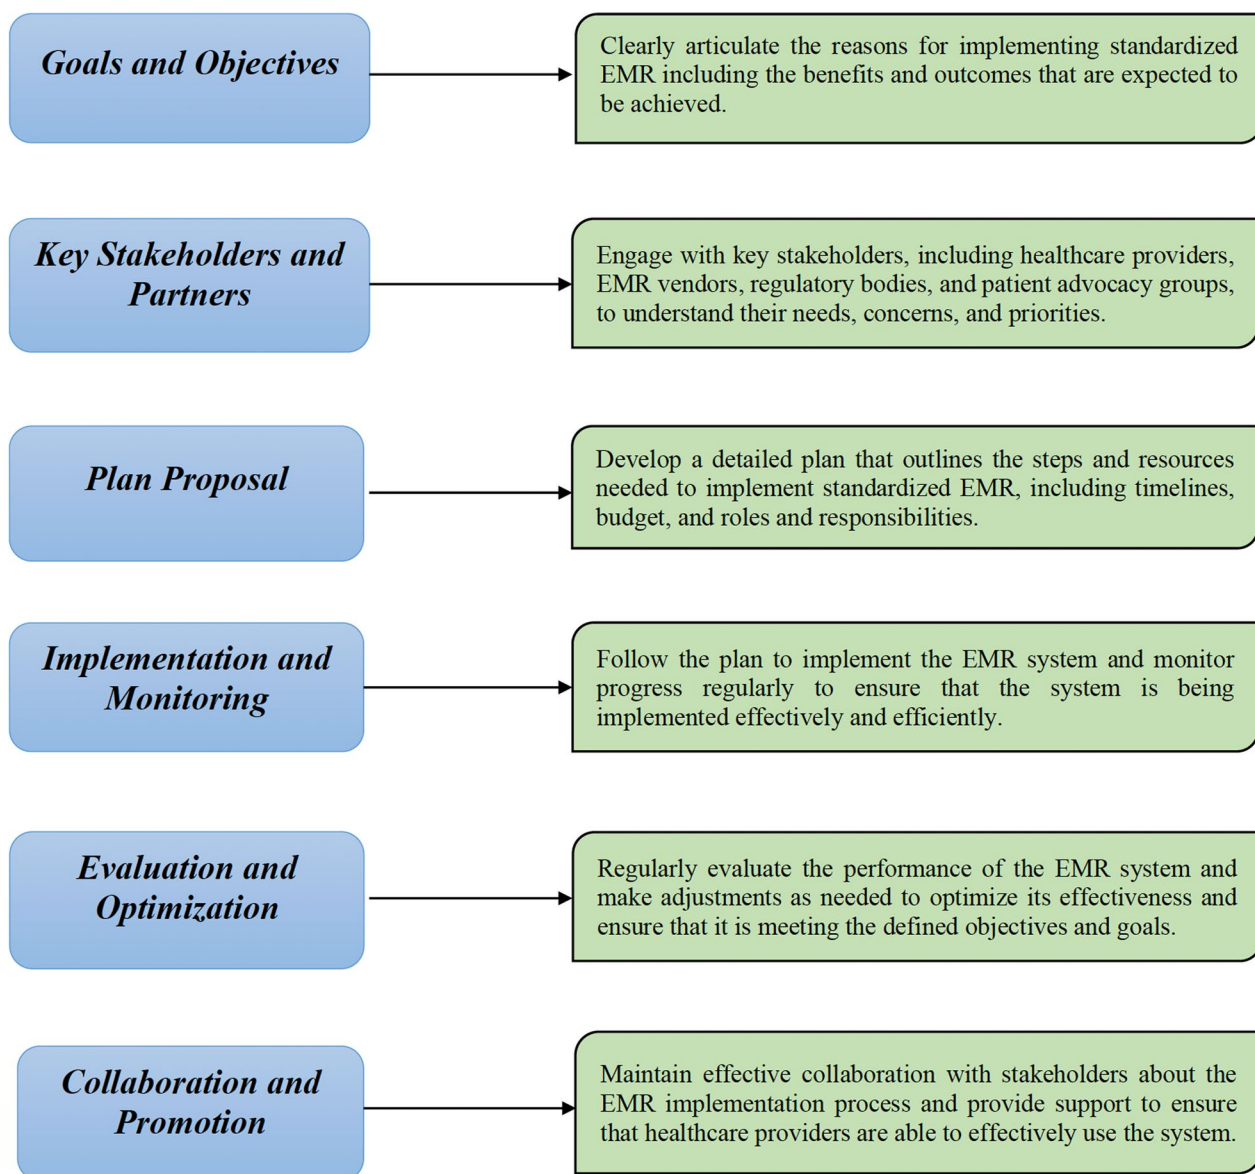 Goals and Objectives
Clearly articulate the reasons for implementing standardized
EMR including the benefits and outcomes that are expected to
be achieved.
Key Stakeholders and
Partners
Engage with key stakeholders, including healthcare providers,
EMR vendors, regulatory bodies, and patient advocacy groups,
to understand their needs, concerns, and priorities.
Plan Proposal
Develop a detailed plan that outlines the steps and resources
needed to implement standardized EMR, including timelines,
budget, and roles and responsibilities.
Implementation and
Monitoring
Follow the plan to implement the EMR system and monitor
progress regularly to ensure that the system is being
implemented effectively and efficiently.
Evaluation and
Optimization
Regularly evaluate the performance of the EMR system and
make adjustments as needed to optimize its effectiveness and
ensure that it is meeting the defined objectives and goals.
Collaboration and
Promotion
Maintain effective collaboration with stakeholders about the
EMR implementation process and provide support to ensure
that healthcare providers are able to effectively use the system.